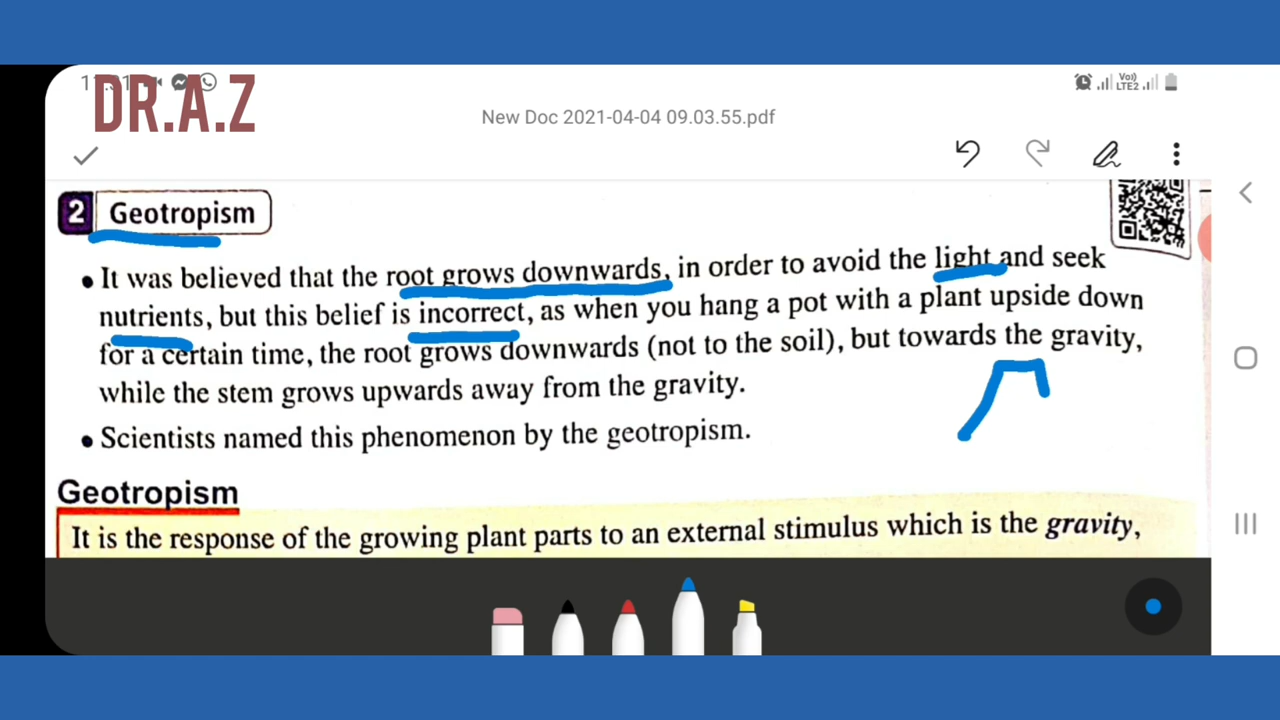 DR.A.Z
Voi)
LTE2
New Doc 2021-04-04 09.03.55.pdf
2 Geotropism
• It was believed that the root grows downwards, in order to avoid the light and seek
nutrients, but this belief is incorrect, as when you hang a pot with a plant upside down
for a certain time, the root grows downwards (not to the soil), but towards the gravity,
while the stem grows upwards away from the gravity.
• Scientists named this phenomenon by the geotropism.
Geotropism
It is the response of the growing plant parts to an external stimulus which is the gravity,